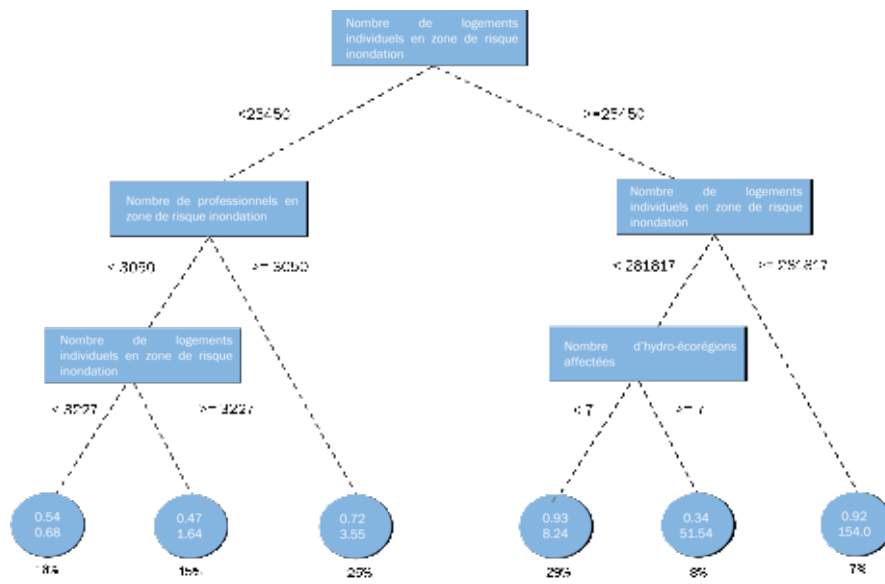 Nombre de logements
individuels en zone de risque
inondation
<25450
>=25450
Nombre de professionnels en
zone de risque inondation
Nombre de logements
individuels en zone de risque
inondation
< 3050
>= 3050
< 281817
>= 281817
Nombre de logements
individuels en zone de risque
inondation
Nombre d'hydro-écorégions
affectées
< 3227
>= 3227
< 7
>= 7
0.54
0.68
0.47
1.64
0.72
3.55
0.93
8.24
0.34
51.54
0.92
154.0
18%
15%
29%
8%
7%